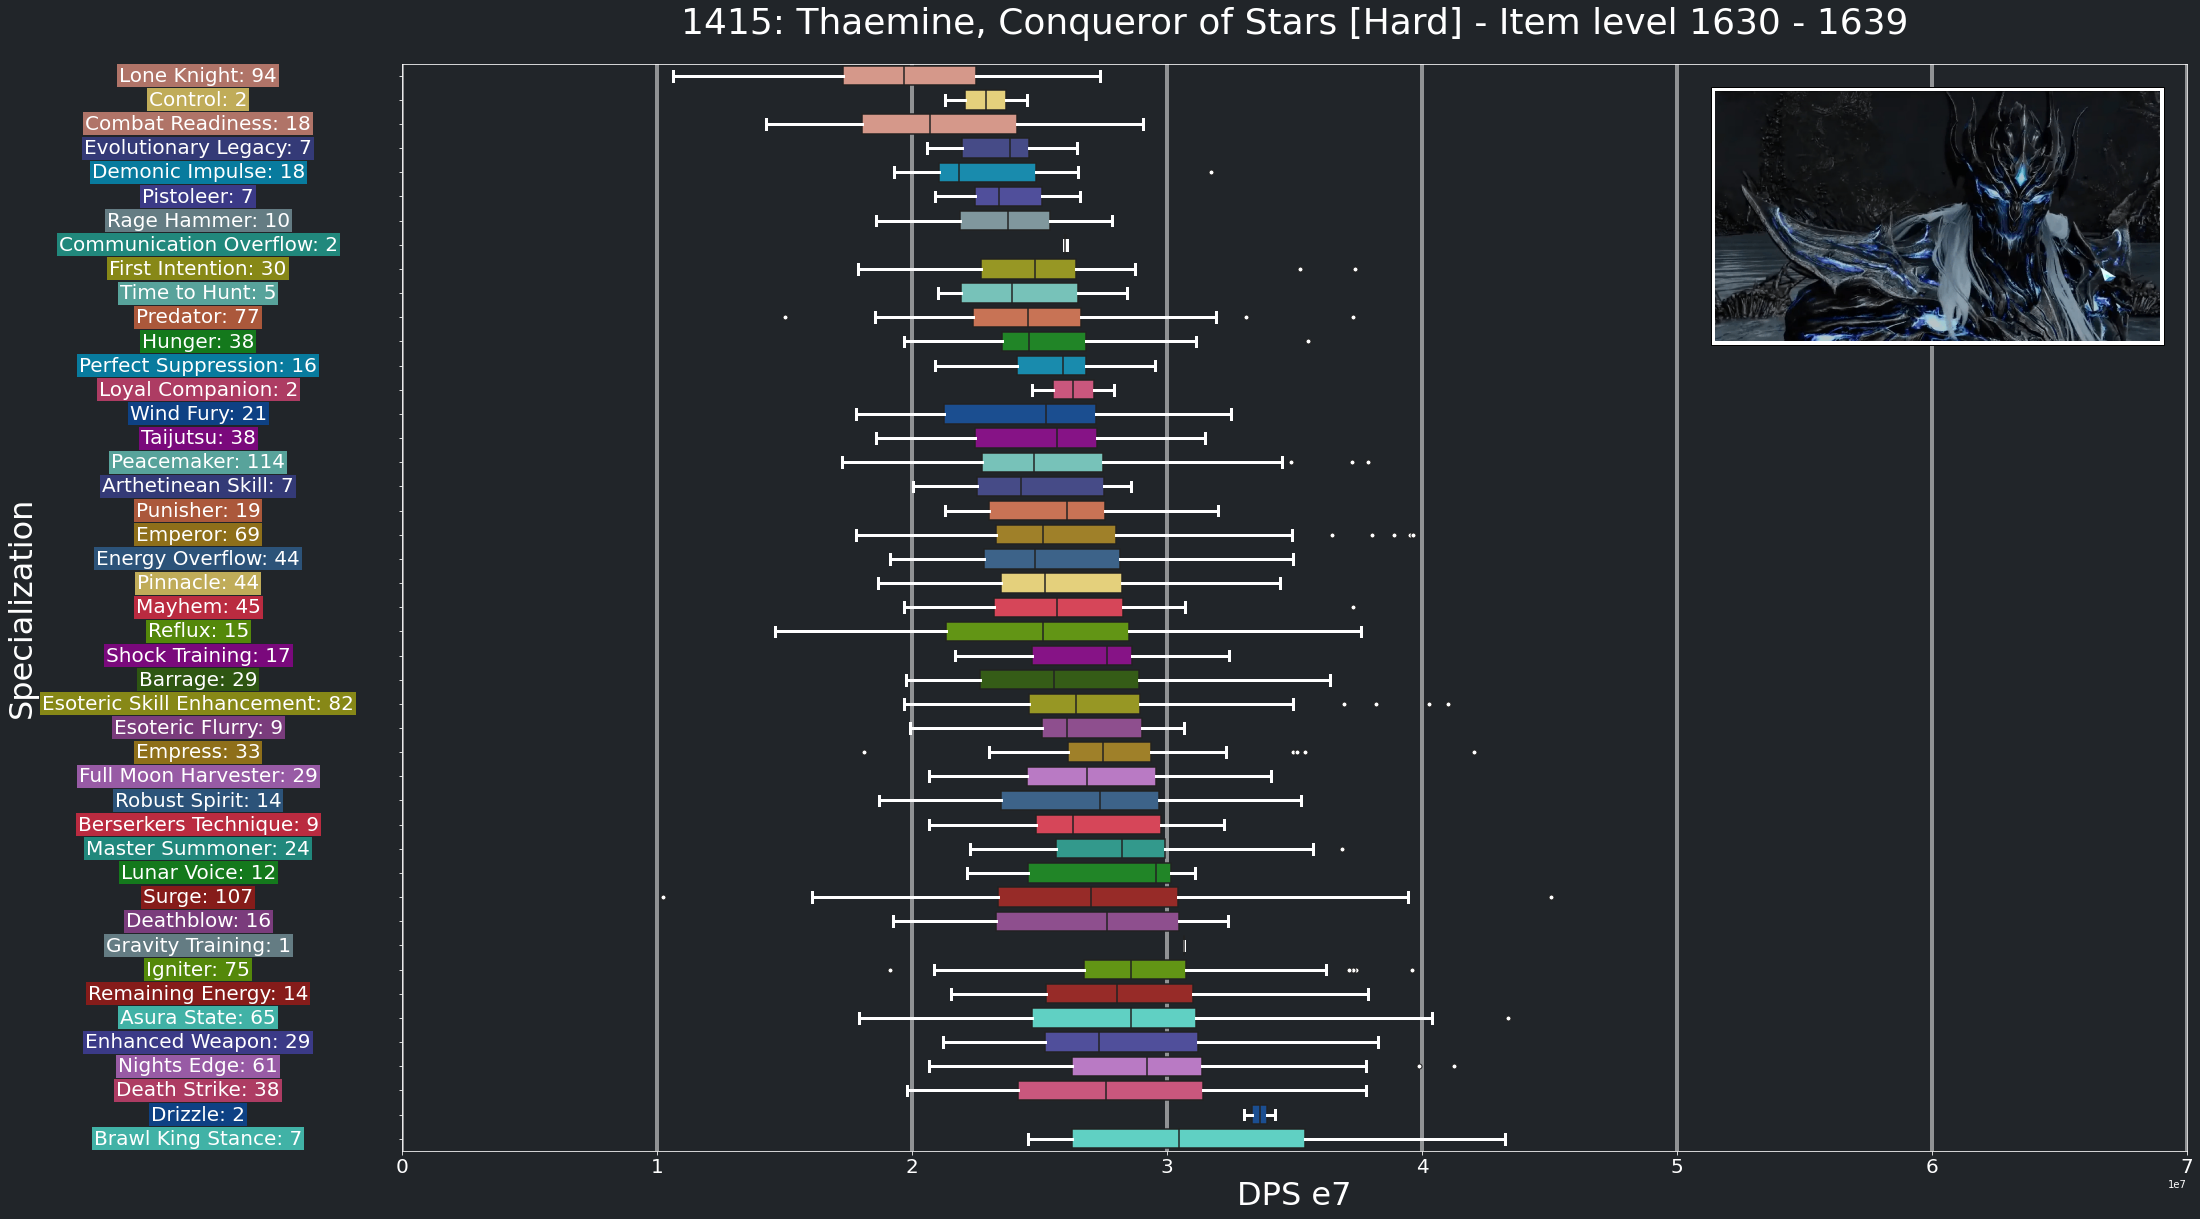 1415: Thaemine, Conqueror of Stars [Hard] - Item level 1630 - 1639
Specialization
Lone Knight: 94
Control: 2
Combat Readiness: 18
Evolutionary Legacy: 7
Demonic Impulse: 18
Pistoleer: 7
Rage Hammer: 10
Communication Overflow: 2
First Intention: 30
Time to Hunt: 5
Predator: 77
Hunger: 38
Perfect Suppression: 16
Loyal Companion: 2
Wind Fury: 21
Taijutsu: 38
Peacemaker: 114
Arthetinean Skill: 7
Punisher: 19
Emperor: 69
Energy Overflow: 44
Pinnacle: 44
Mayhem: 45
Reflux: 15
Shock Training: 17
Barrage: 29
Esoteric Skill Enhancement: 82
Esoteric Flurry: 9
Empress: 33
Full Moon Harvester: 29
Robust Spirit: 14
Berserkers Technique: 9
Master Summoner: 24
Lunar Voice: 12
Surge: 107
Deathblow: 16
Gravity Training: 1
Igniter: 75
Remaining Energy: 14
Asura State: 65
Enhanced Weapon: 29
Nights Edge: 61
Death Strike: 38
Drizzle: 2
Brawl King Stance: 7
0 1 2 3 4 5 6 7
1e7
DPS e7